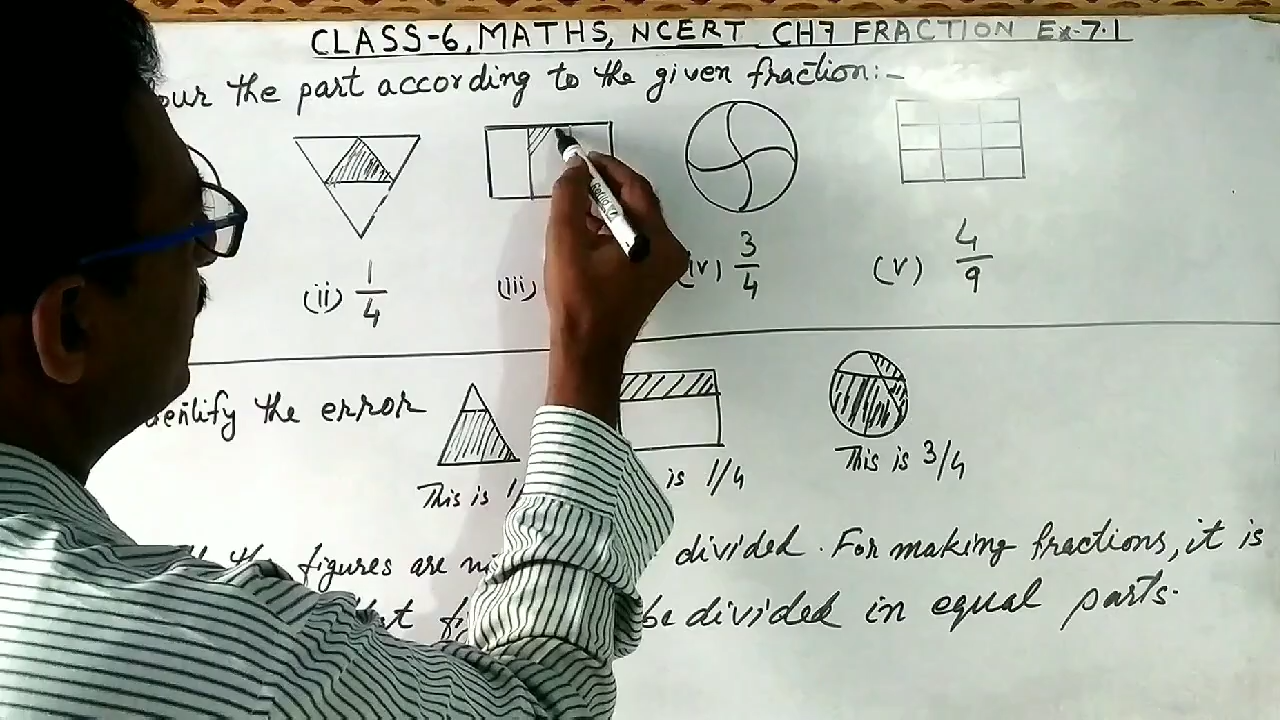 CLASS-6, MATHS, NCERT CH7 FRACTION Ex-7.1
the part according to the given fraction:-
(ii) 1/4 (iii) (iv) 3/4 (v) 4/9
the error
This is is 1/4 This is 3/4
figures are divided. For making fractions, it is
be divided in equal parts.